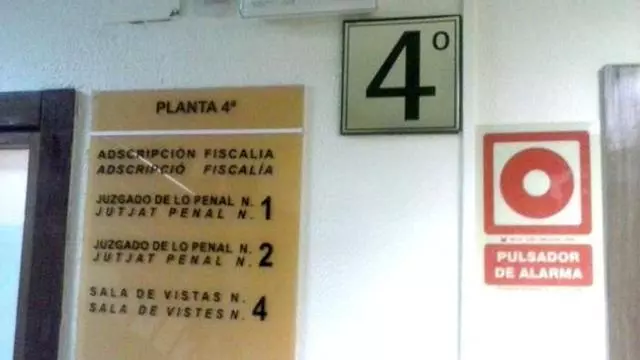 PLANTA 4ª
ADSCRIPCIÓN FISCALIA
ADSCRIPCIÓ FISCALÍA
JUZGADO DE LO PENAL N. 1
JUTJAT PENAL N.
JUZGADO DE LO PENAL N. 2
JUTJAT PENAL N.
SALA DE VISTAS N. 4
SALA DE VISTES N.
4º
PULSADOR
DE ALARMA